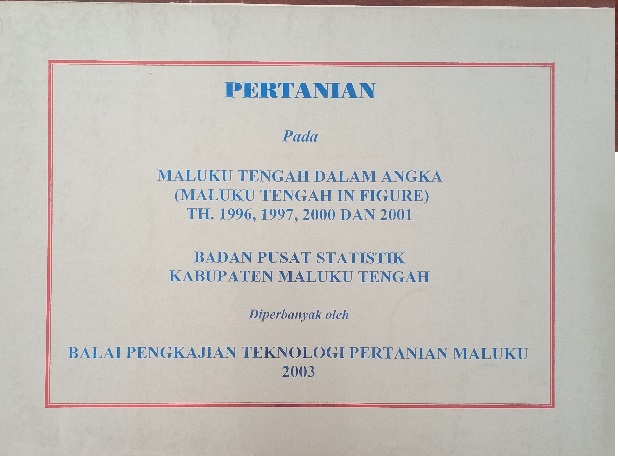 PERTANIAN
Pada
MALUKU TENGAH DALAM ANGKA
(MALUKU TENGAH IN FIGURE)
TH. 1996, 1997, 2000 DAN 2001
BADAN PUSAT STATISTIK
KABUPATEN MALUKU TENGAH
Diperbanyak oleh
BALAI PENGKAJIAN TEKNOLOGI PERTANIAN MALUKU
2003